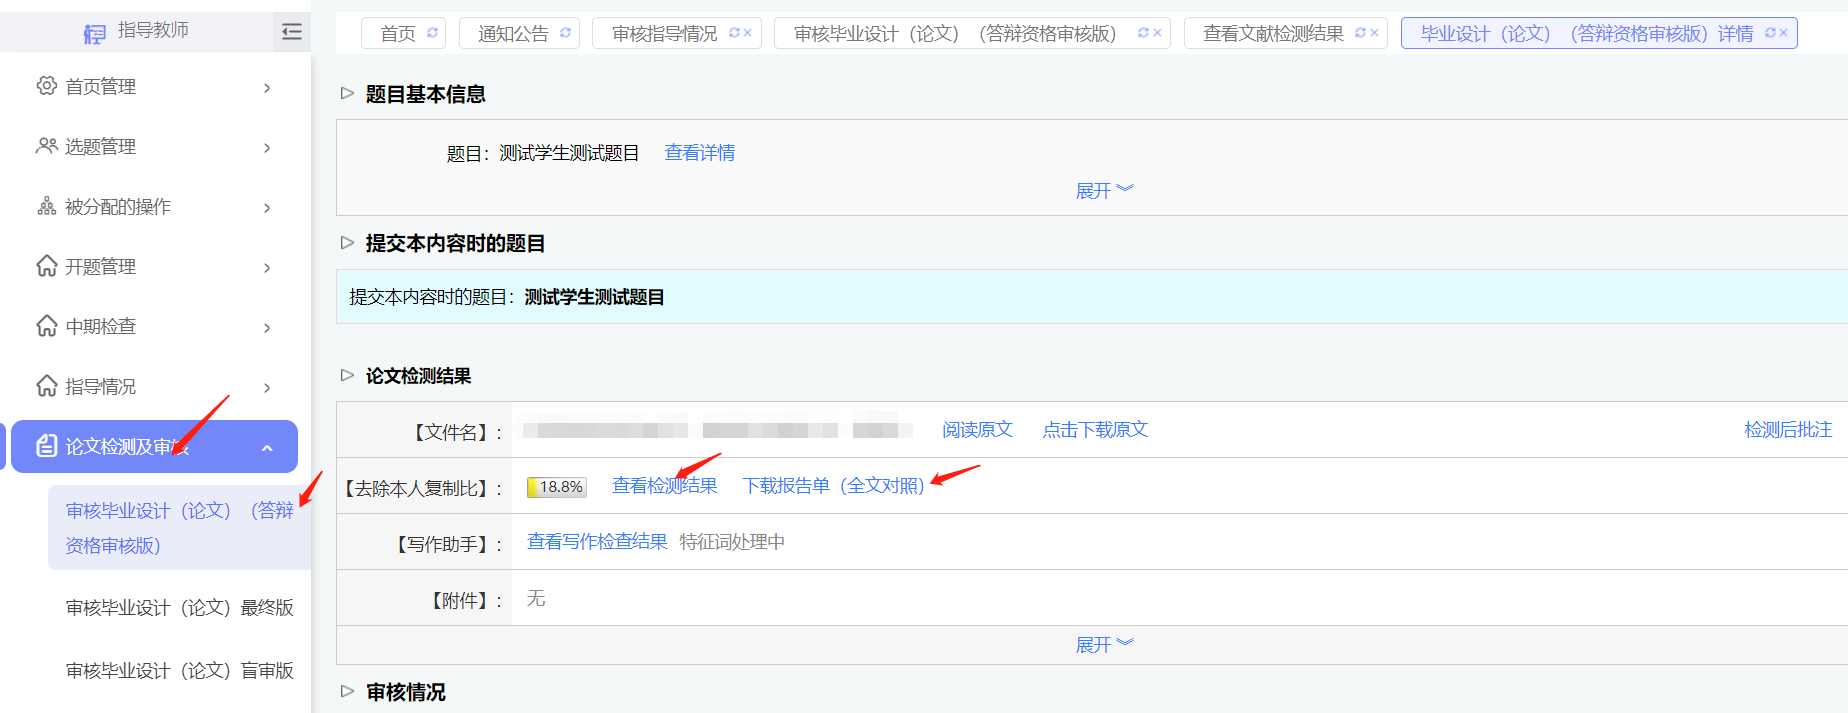 指导教师
首页
通知公告
审核指导情况
审核毕业设计（论文）（答辩资格审核版）
查看文献检测结果
毕业设计（论文）（答辩资格审核版）详情
首页管理
选题管理
被分配的操作
开题管理
中期检查
指导情况
论文检测及审核
审核毕业设计（论文）（答辩
资格审核版）
审核毕业设计（论文）最终版
审核毕业设计（论文）盲审版
题目基本信息
题目：测试学生测试题目 查看详情
展开
提交本内容时的题目
提交本内容时的题目：测试学生测试题目
论文检测结果
【文件名】： 阅读原文 点击下载原文 检测后批注
【去除本人复制比】： 18.8% 查看检测结果 下载报告单（全文对照）
【写作助手】： 查看写作检查结果 特征词处理中
【附件】： 无
展开
审核情况